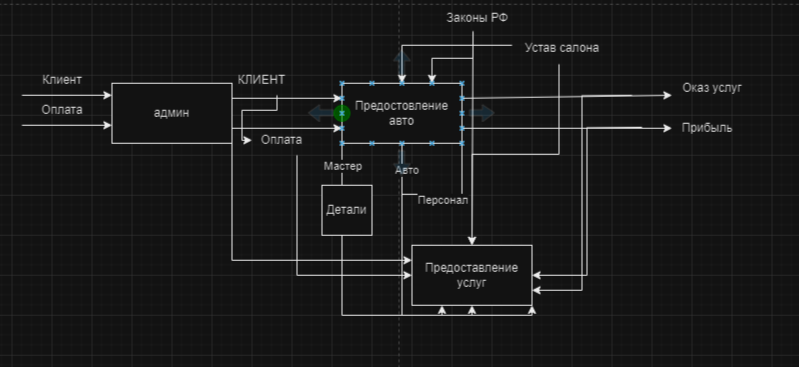 Законы РФ
Устав салона
Клиент
КЛИЕНТ
Оказ услуг
Оплата
админ
Предостовление
авто
Прибыль
Оплата
Мастер
Авто
Персонал
Детали
Предоставление
услуг